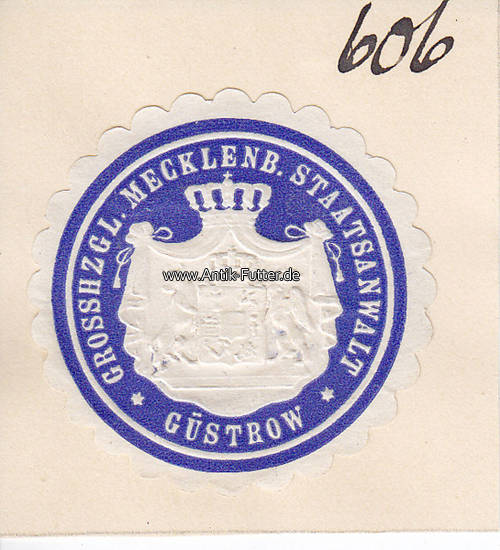 606
GROSSHZGL. MECKLENB. STAATSANWALT
www.Antik-Futter.de
* GÜSTROW *